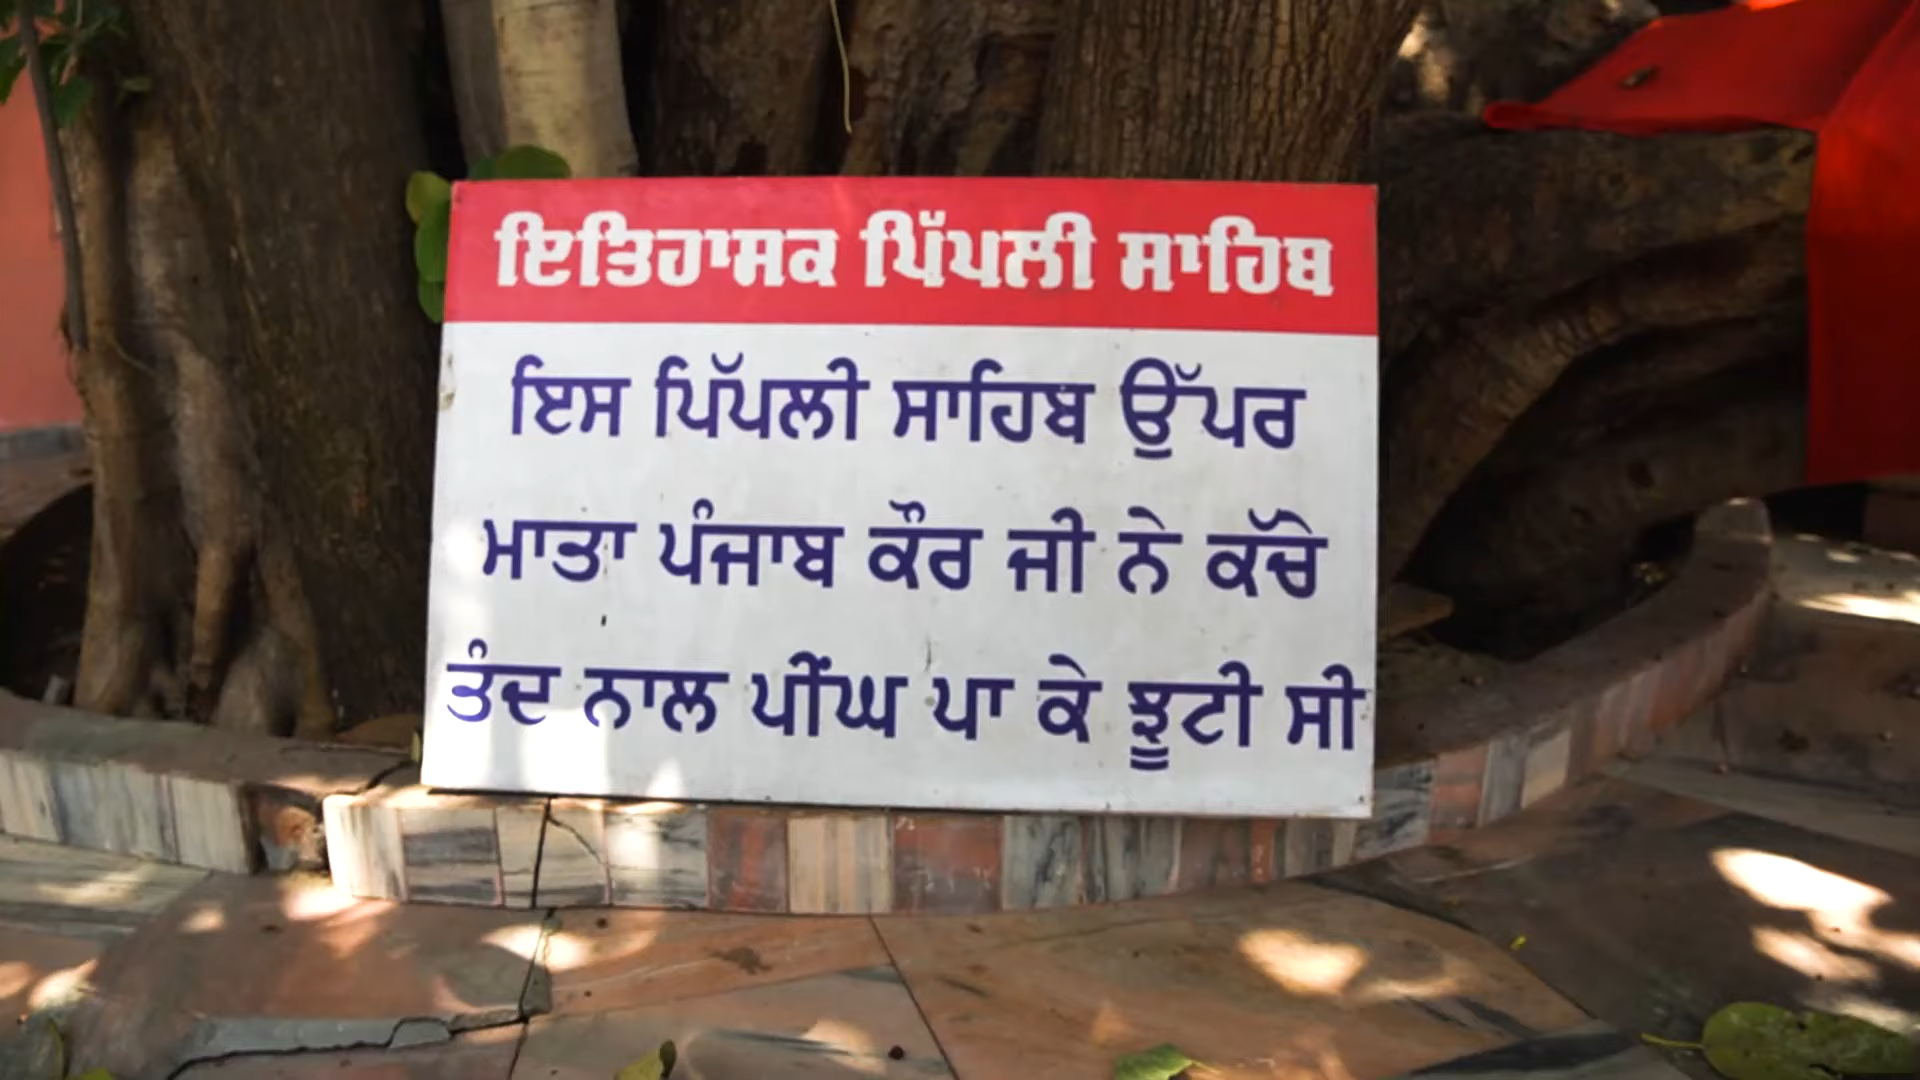 ਇਤਿਹਾਸਕ ਪਿੱਪਲੀ ਸਾਹਿਬ
ਇਸ ਪਿੱਪਲੀ ਸਾਹਿਬ ਉੱਪਰ
ਮਾਤਾ ਪੰਜਾਬ ਕੌਰ ਜੀ ਨੇ ਕੱਚੇ
ਤੰਦ ਨਾਲ ਪੀਂਘ ਪਾ ਕੇ ਝੂਟੀ ਸੀ